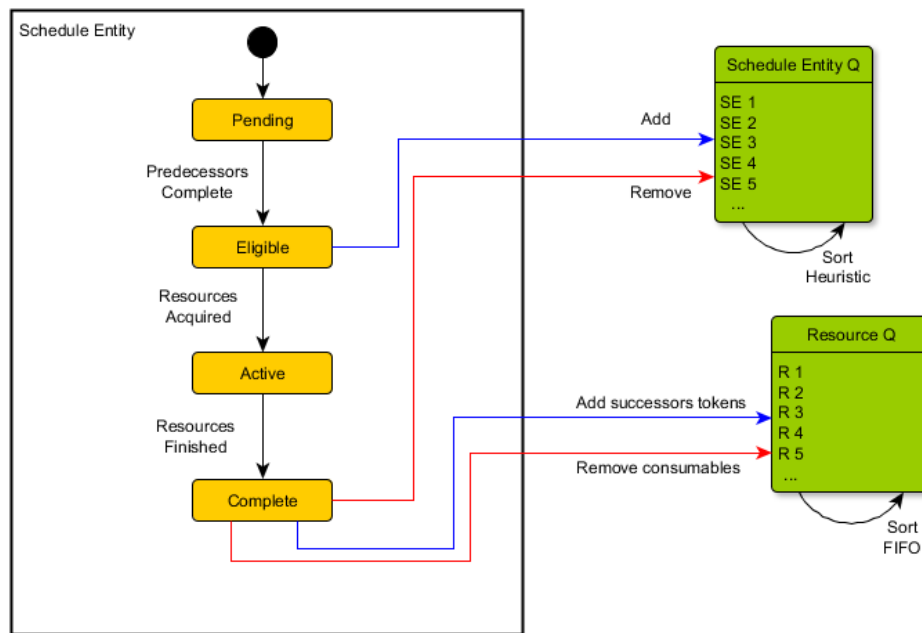 Schedule Entity
Pending
Predecessors
Complete
Eligible
Resources
Acquired
Active
Resources
Finished
Complete
Add
Remove
Schedule Entity Q
SE 1
SE 2
SE 3
SE 4
SE 5
...
Sort
Heuristic
Add successors tokens
Remove consumables
Resource Q
R 1
R 2
R 3
R 4
R 5
...
Sort
FIFO